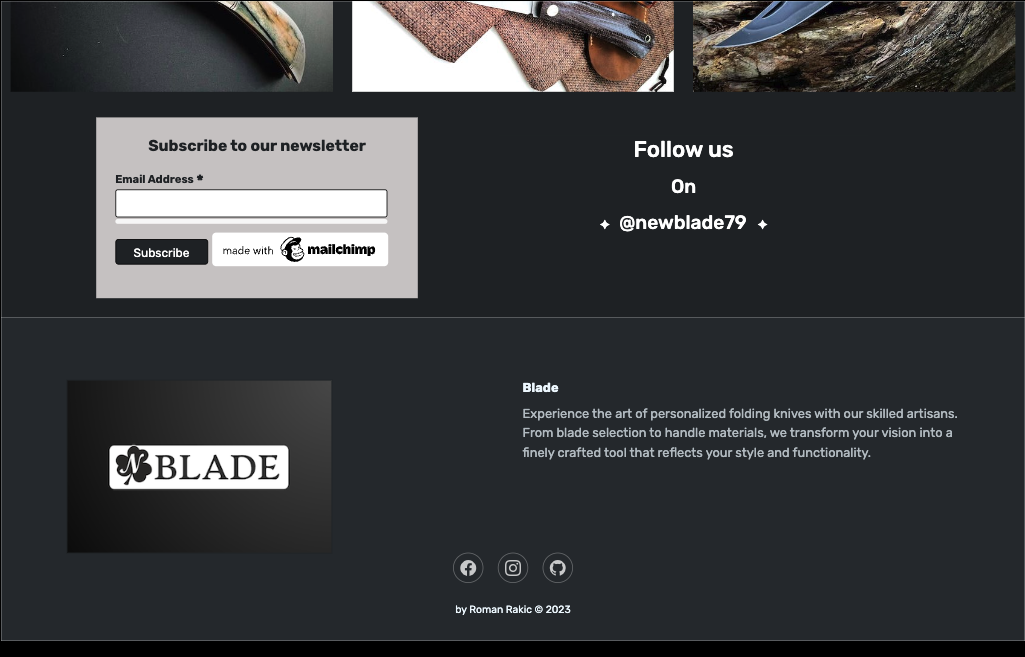 Subscribe to our newsletter
Email Address *
Subscribe
made with mailchimp
Follow us
On
@newblade79
N BLADE
Blade
Experience the art of personalized folding knives with our skilled artisans.
From blade selection to handle materials, we transform your vision into a
finely crafted tool that reflects your style and functionality.
by Roman Rakic © 2023